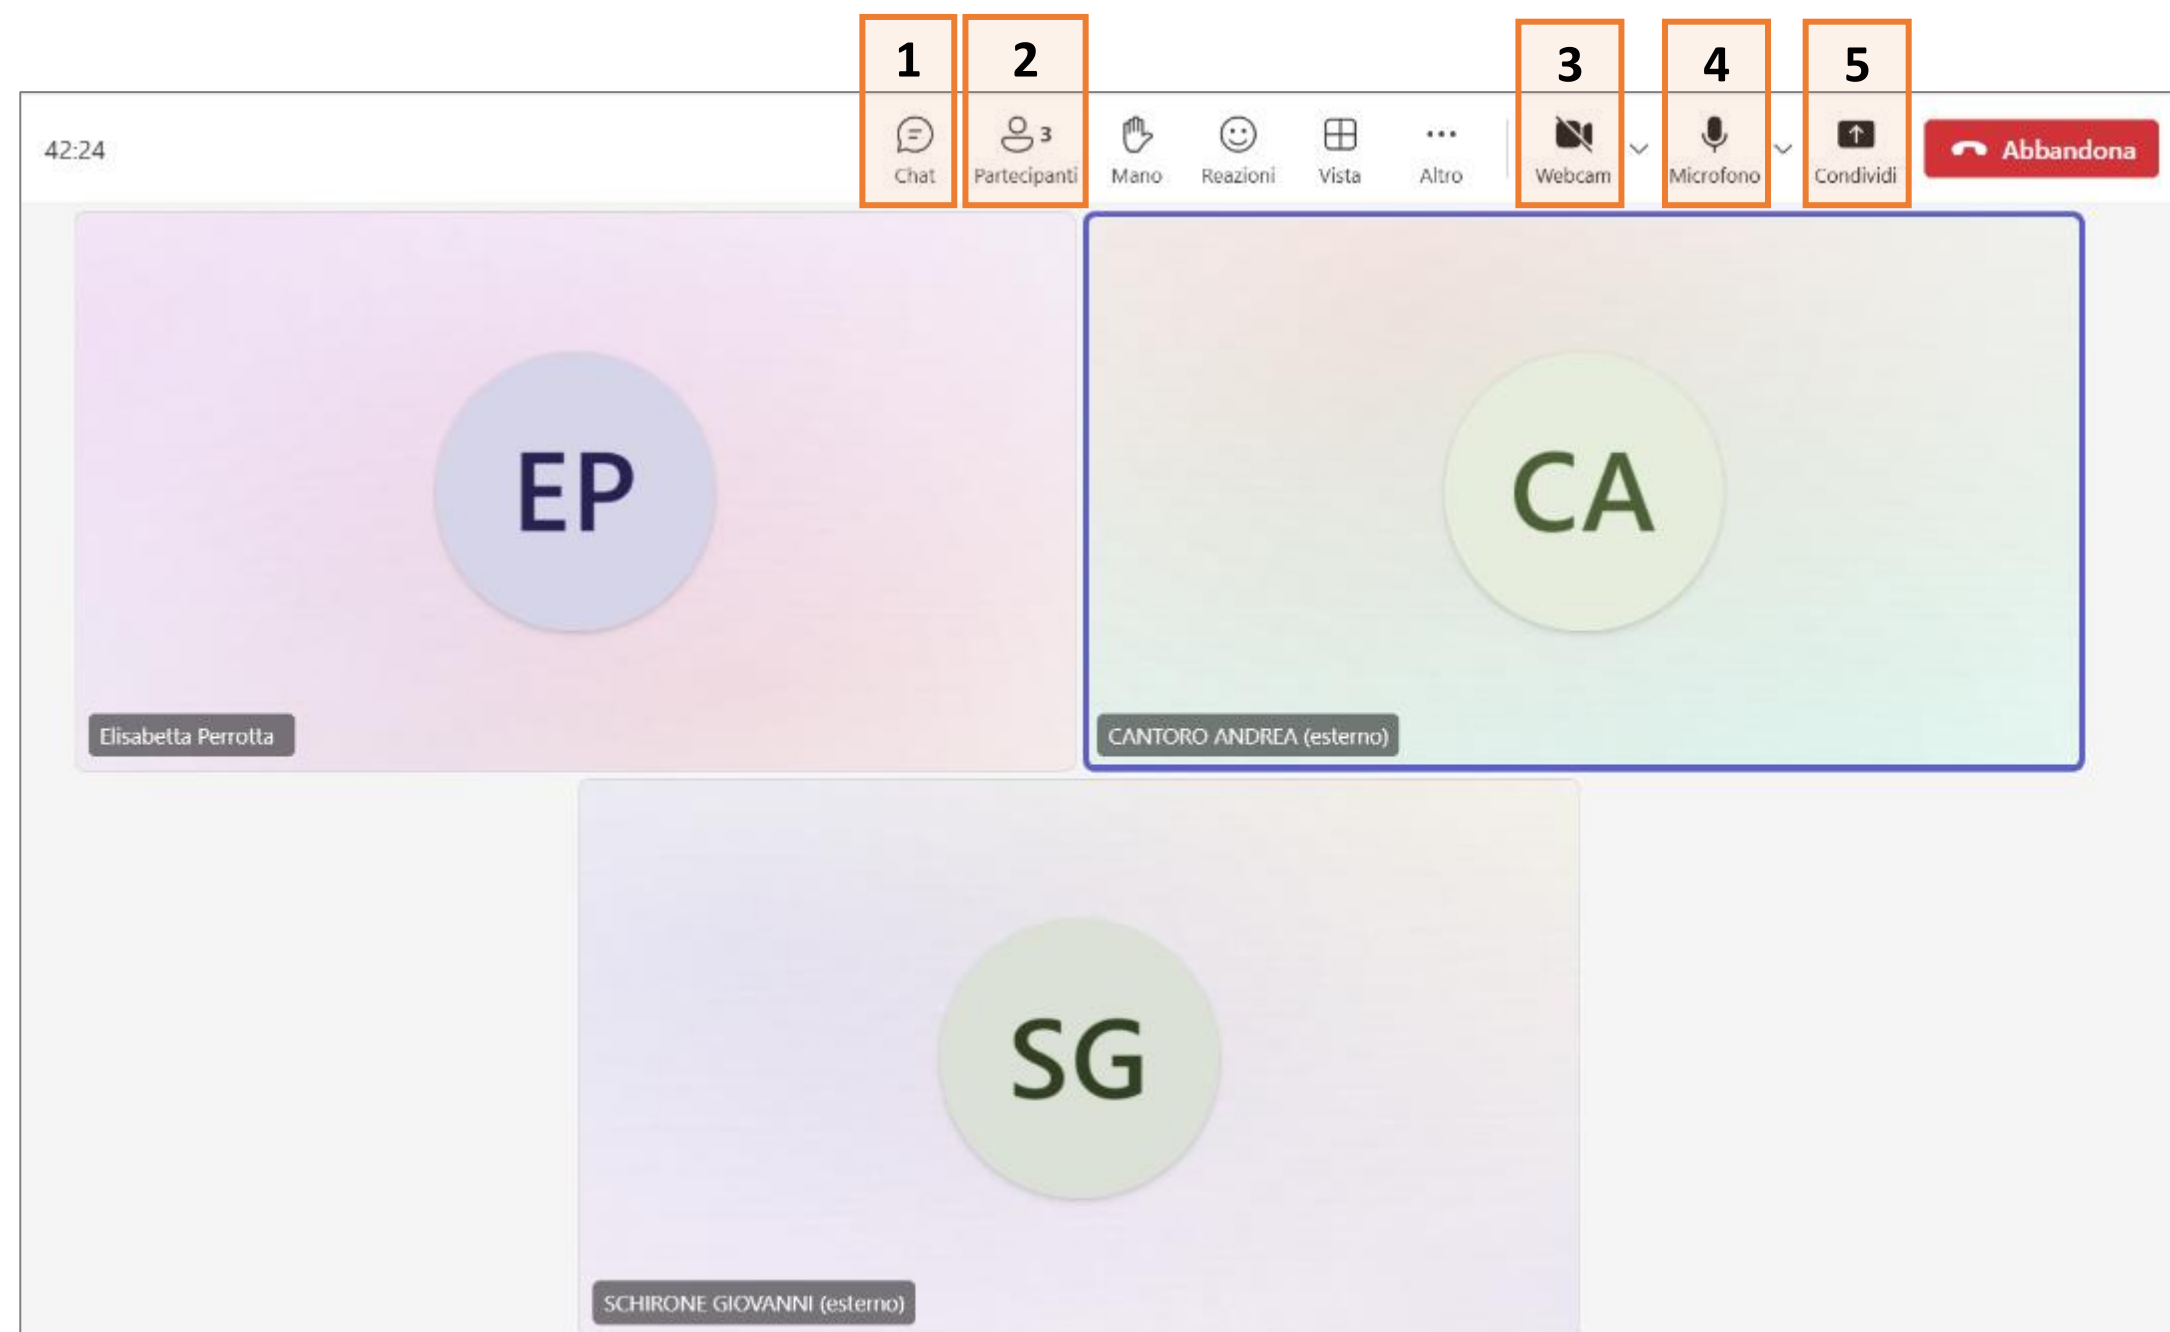 1 2 3 4 5
42:24
3
Chat Partecipanti Mano Reazioni Vista Altro Webcam Microfono Condividi Abbandona
EP CA
Elisabetta Perrotta CANTORO ANDREA (esterno)
SG
SCHIRONE GIOVANNI (esterno)